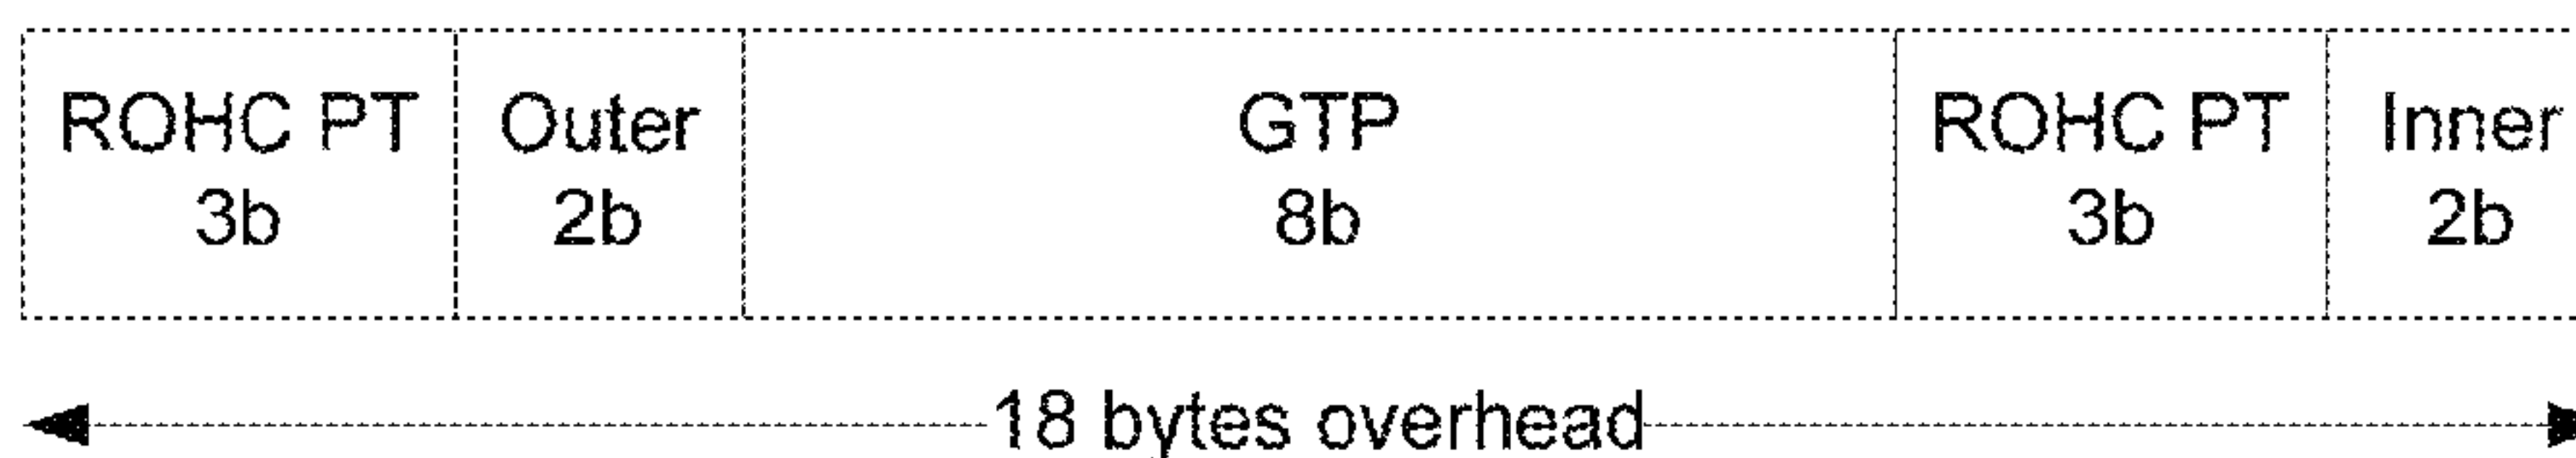 ROHC PT Outer GTP ROHC PT Inner
3b 2b 8b 3b 2b
18 bytes overhead